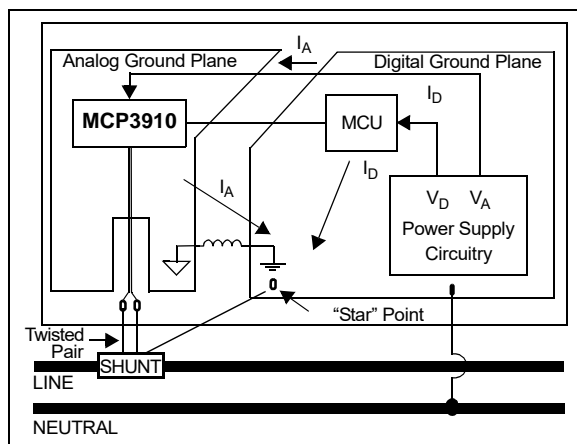 I_A
Analog Ground Plane
Digital Ground Plane
I_D
MCP3910
MCU
I_A
I_D
V_D V_A
Power Supply
Circuitry
“Star” Point
Twisted
Pair
SHUNT
LINE
NEUTRAL